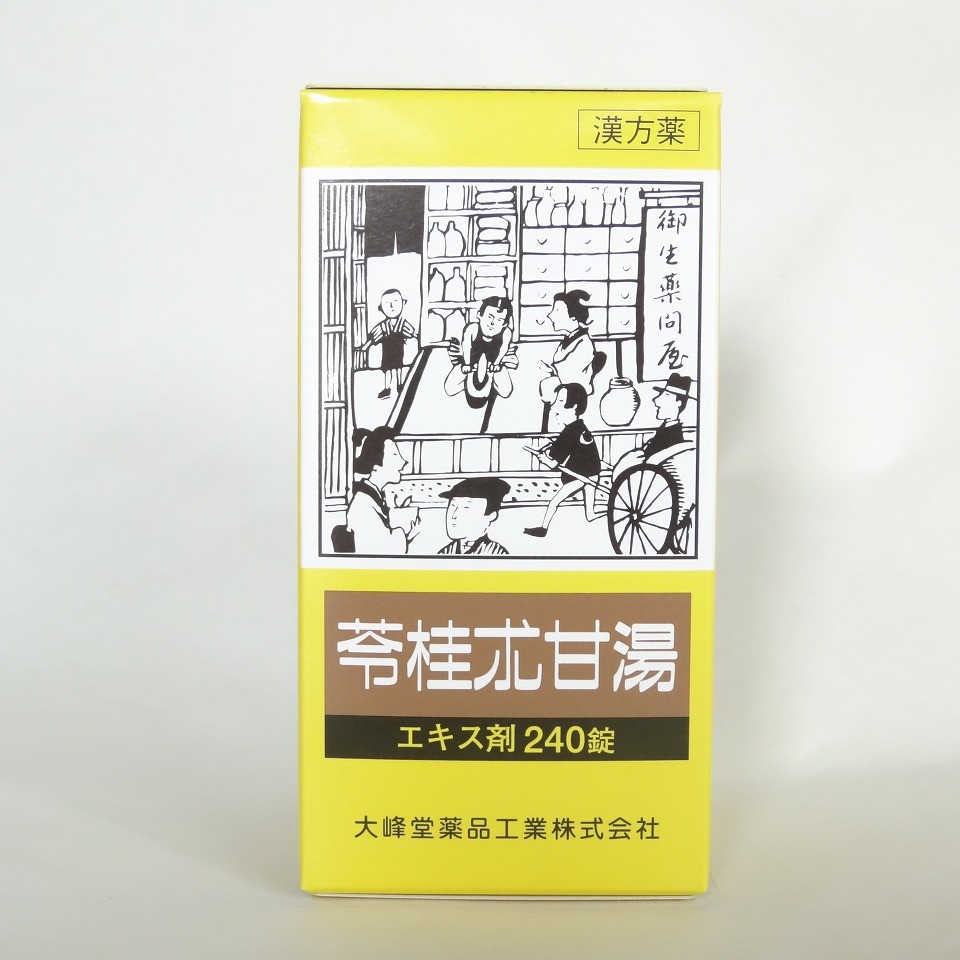 漢方薬
御生薬問屋
苓桂朮甘湯
エキス剤240錠
大峰堂薬品工業株式会社